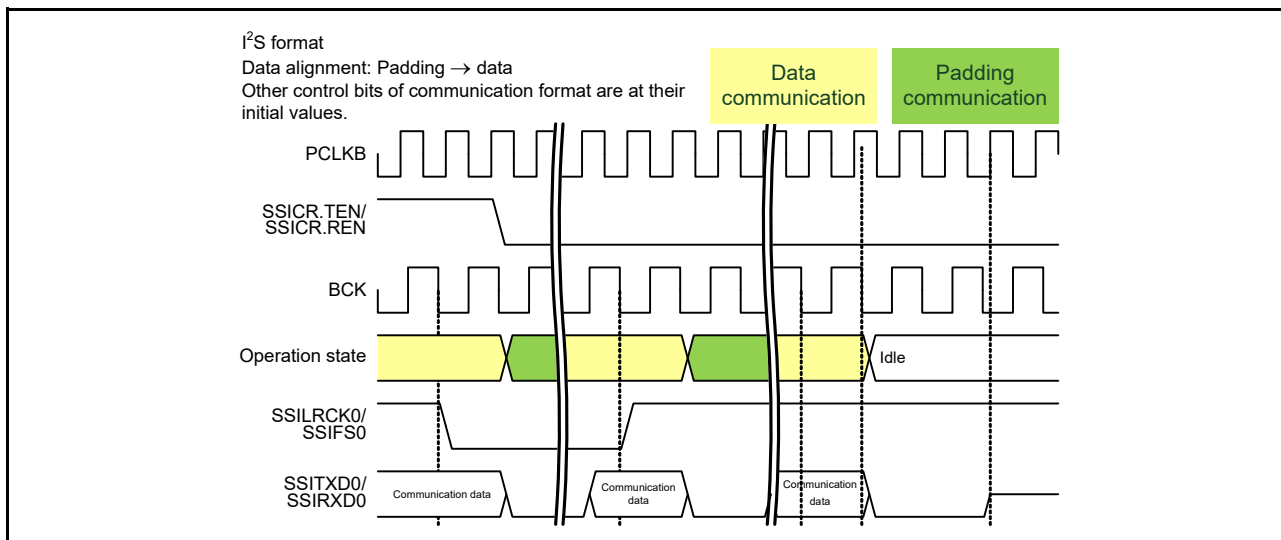 I²S format
Data alignment: Padding → data
Other control bits of communication format are at their
initial values.
Data
communication
Padding
communication
PCLKB
SSICR.TEN/
SSICR.REN
BCK
Operation state
Idle
SSILRCK0/
SSIFS0
SSITXD0/
SSIRXD0
Communication data
Communication
data
Communication
data